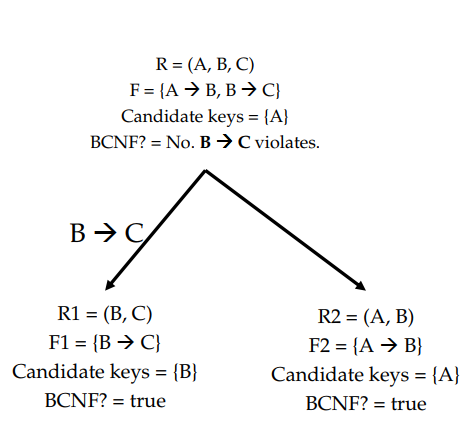 R = (A, B, C)
F = {A → B, B → C}
Candidate keys = {A}
BCNF? = No. B → C violates.
B → C
R1 = (B, C)
F1 = {B → C}
Candidate keys = {B}
BCNF? = true
R2 = (A, B)
F2 = {A → B}
Candidate keys = {A}
BCNF? = true